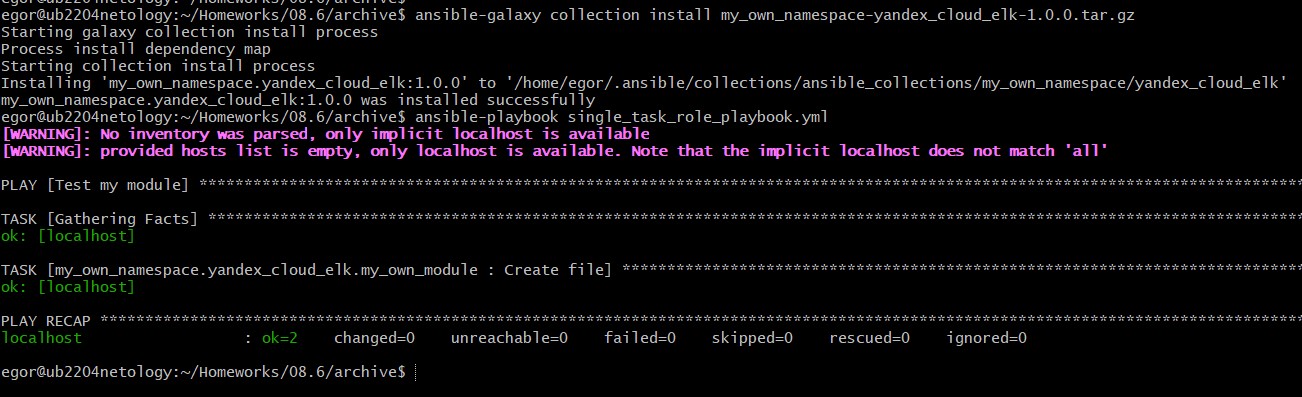 egor@ub2204netology:~/Homeworks/08.6/archive$ ansible-galaxy collection install my_own_namespace-yandex_cloud_elk-1.0.0.tar.gz
Starting galaxy collection install process
Process install dependency map
Starting collection install process
Installing 'my_own_namespace.yandex_cloud_elk:1.0.0' to '/home/egor/.ansible/collections/ansible_collections/my_own_namespace/yandex_cloud_elk'
my_own_namespace.yandex_cloud_elk:1.0.0 was installed successfully
egor@ub2204netology:~/Homeworks/08.6/archive$ ansible-playbook single_task_role_playbook.yml
[WARNING]: No inventory was parsed, only implicit localhost is available
[WARNING]: provided hosts list is empty, only localhost is available. Note that the implicit localhost does not match 'all'
PLAY [Test my module] ***************************************************************************************************************************
TASK [Gathering Facts] **************************************************************************************************************************
ok: [localhost]
TASK [my_own_namespace.yandex_cloud_elk.my_own_module : Create file] ****************************************************************************
ok: [localhost]
PLAY RECAP **************************************************************************************************************************************
localhost                  : ok=2    changed=0    unreachable=0    failed=0    skipped=0    rescued=0    ignored=0
egor@ub2204netology:~/Homeworks/08.6/archive$